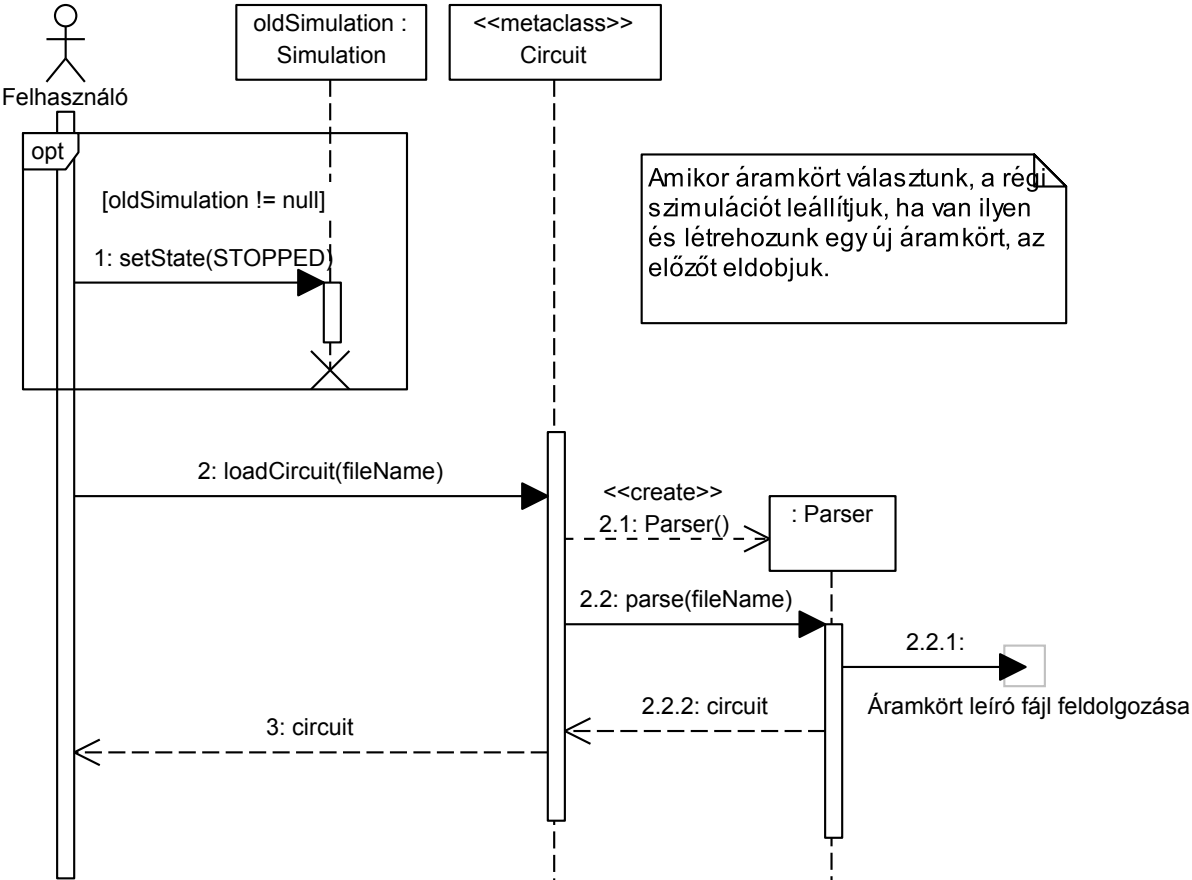 oldSimulation :
Simulation
<<metaclass>>
Circuit
Felhasználó
opt
[oldSimulation != null]
1: setState(STOPPED)
Amikor áramkört választunk, a régi
szimulációt leállítjuk, ha van ilyen
és létrehozunk egy új áramkört, az
előzőt eldobjuk.
2: loadCircuit(fileName)
<<create>>
2.1: Parser()
: Parser
2.2: parse(fileName)
2.2.1:
Áramkört leíró fájl feldolgozása
2.2.2: circuit
3: circuit